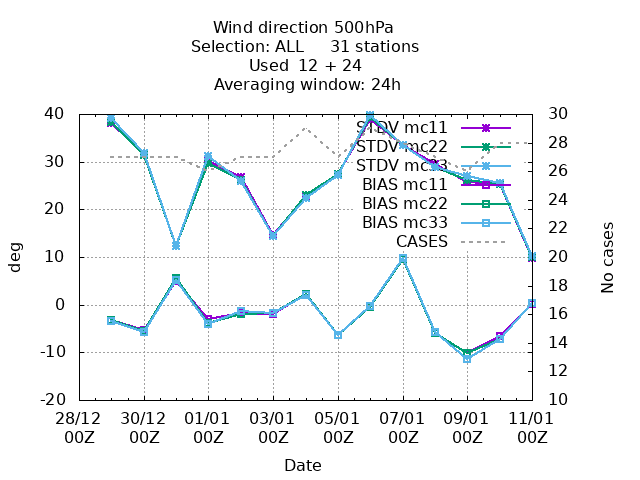 Wind direction 500hPa
Selection: ALL     31 stations
Used  12 + 24
Averaging window: 24h
40
30
20
10
0
-10
-20
30
28
26
24
22
20
18
16
14
12
10
deg
No cases
STDV mc11
STDV mc22
STDV mc33
BIAS mc11
BIAS mc22
BIAS mc33
CASES
28/12 30/12 01/01 03/01 05/01 07/01 09/01 11/01
00Z 00Z 00Z 00Z 00Z 00Z 00Z 00Z
Date